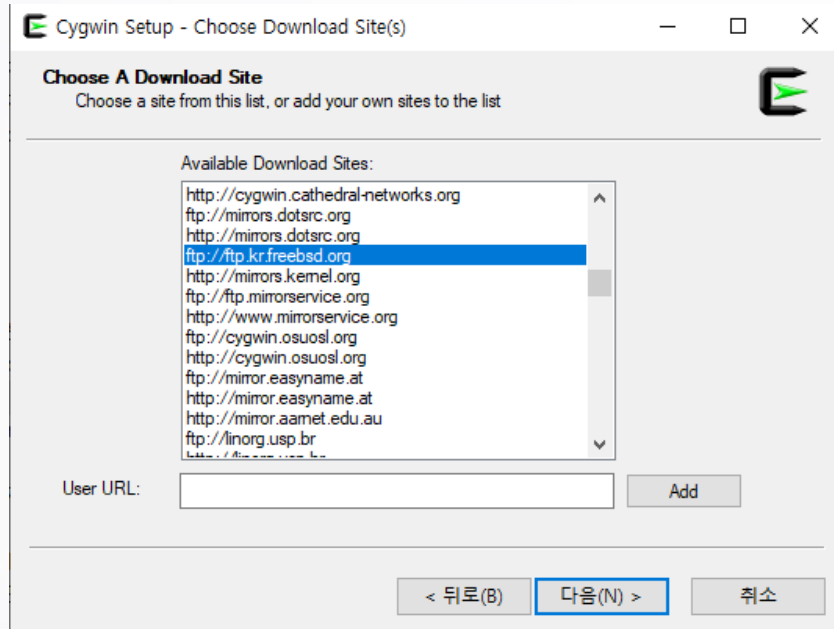 Cygwin Setup - Choose Download Site(s)
Choose A Download Site
Choose a site from this list, or add your own sites to the list
Available Download Sites:
http://cygwin.cathedral-networks.org
ftp://mirrors.dotsrc.org
http://mirrors.dotsrc.org
ftp://ftp.kr.freebsd.org
http://mirrors.kernel.org
ftp://ftp.mirrorservice.org
http://www.mirrorservice.org
ftp://cygwin.osuosl.org
http://cygwin.osuosl.org
ftp://mirror.easyname.at
http://mirror.easyname.at
http://mirror.aarnet.edu.au
ftp://linorg.usp.br
User URL:
Add
< 뒤로(B)
다음(N) >
취소